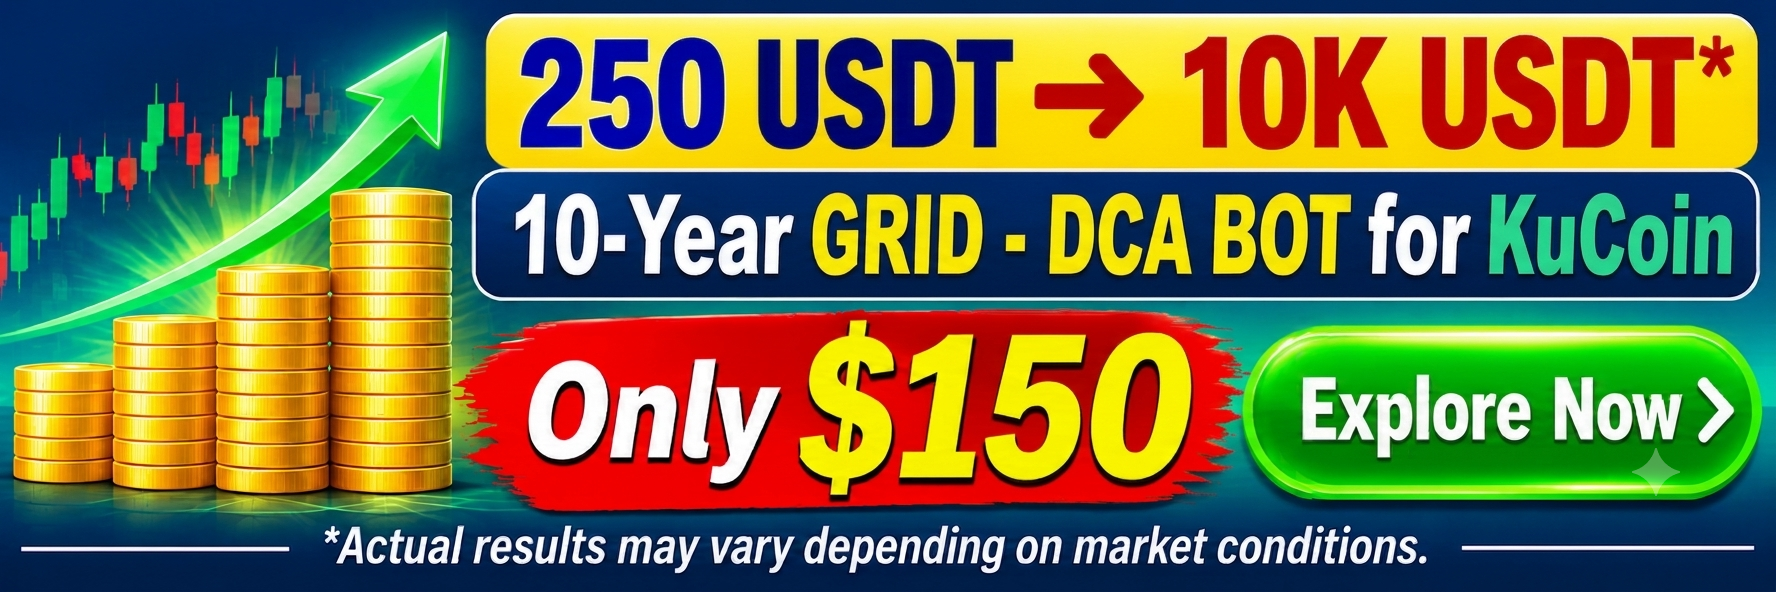 250 USDT → 10K USDT*
10-Year GRID - DCA BOT for KuCoin
Only $150
Explore Now >
*Actual results may vary depending on market conditions.